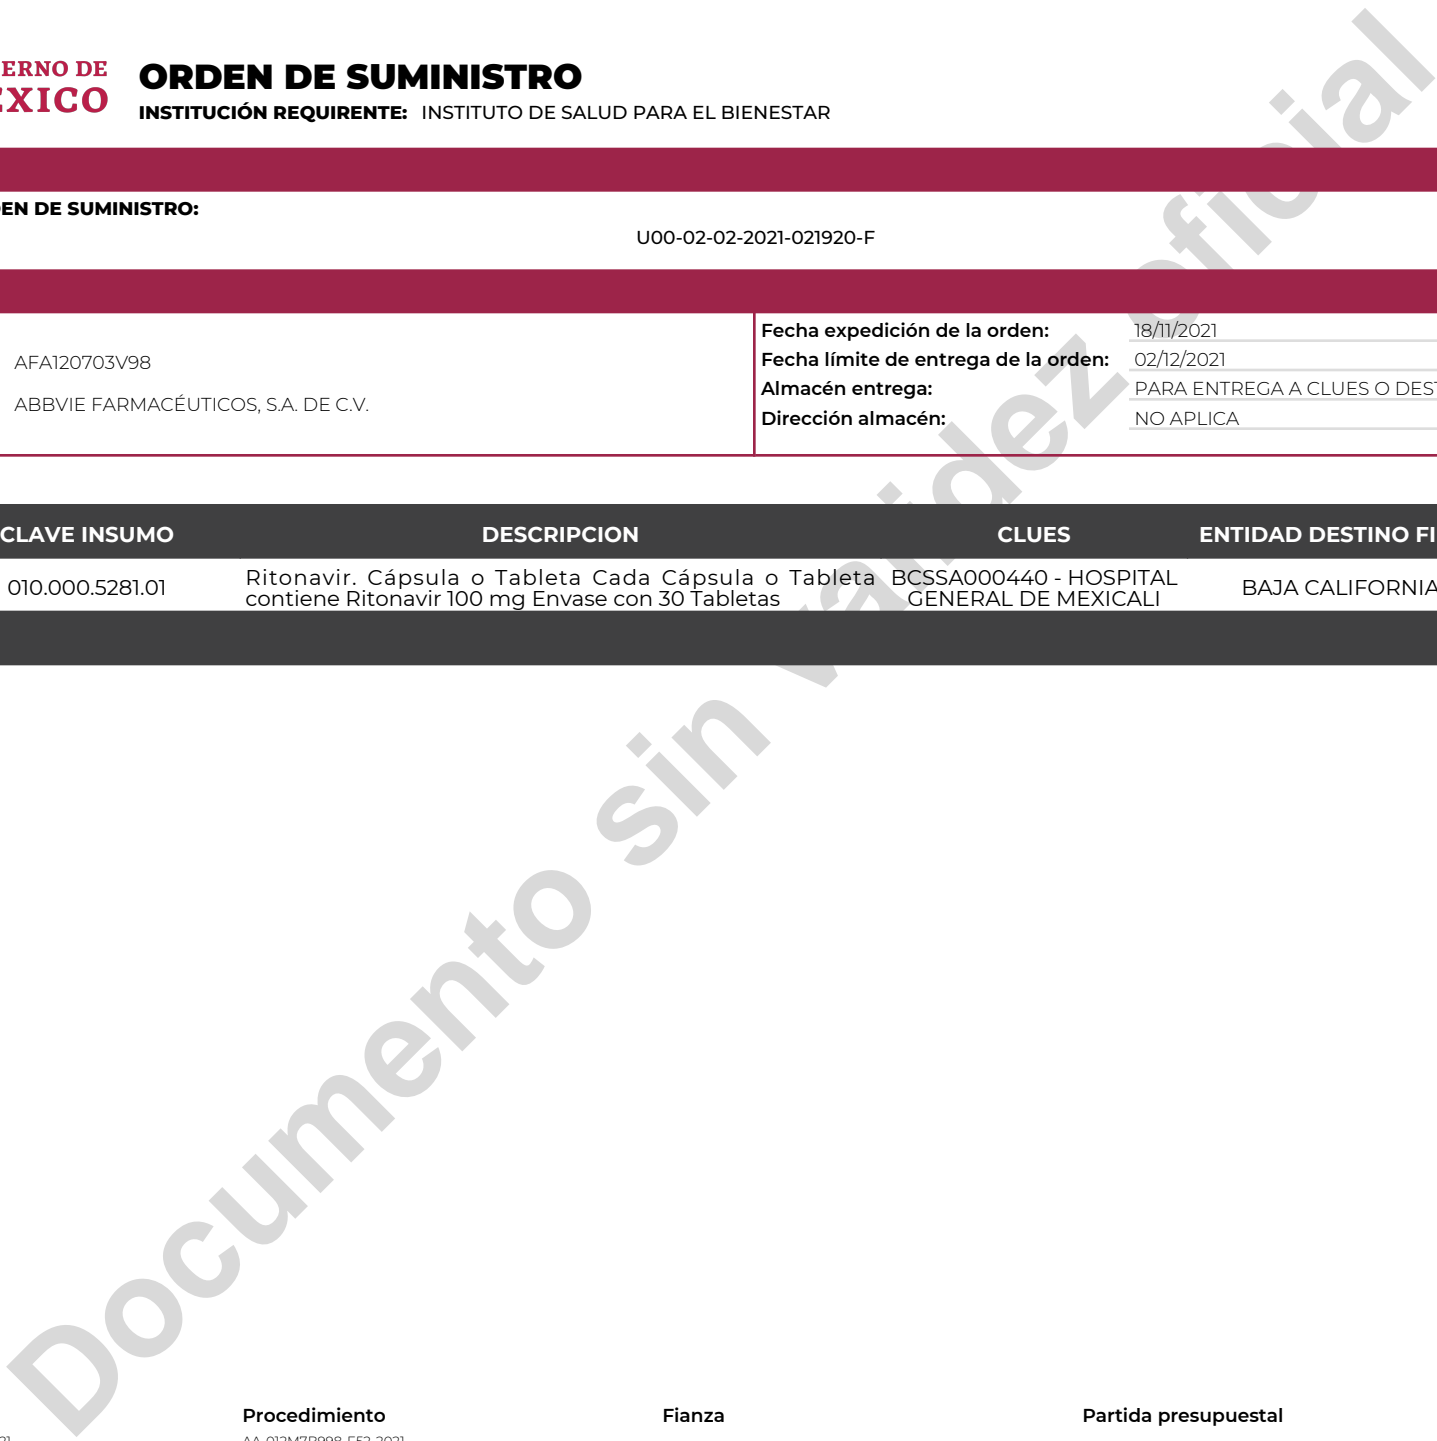 ERNO DE
XICO
ORDEN DE SUMINISTRO
INSTITUCIÓN REQUIRENTE: INSTITUTO DE SALUD PARA EL BIENESTAR
EN DE SUMINISTRO:
U00-02-02-2021-021920-F
AFA120703V98
ABBVIE FARMACÉUTICOS, S.A. DE C.V.
Fecha expedición de la orden: 18/11/2021
Fecha límite de entrega de la orden: 02/12/2021
Almacén entrega: PARA ENTREGA A CLUES O DEST
Dirección almacén: NO APLICA
CLAVE INSUMO DESCRIPCION CLUES ENTIDAD DESTINO FI
010.000.5281.01
Ritonavir. Cápsula o Tableta Cada Cápsula o Tableta
contiene Ritonavir 100 mg Envase con 30 Tabletas
BCSSA000440 - HOSPITAL
GENERAL DE MEXICALI
BAJA CALIFORNIA
Documento sin validez oficial
Procedimiento Fianza Partida presupuestal